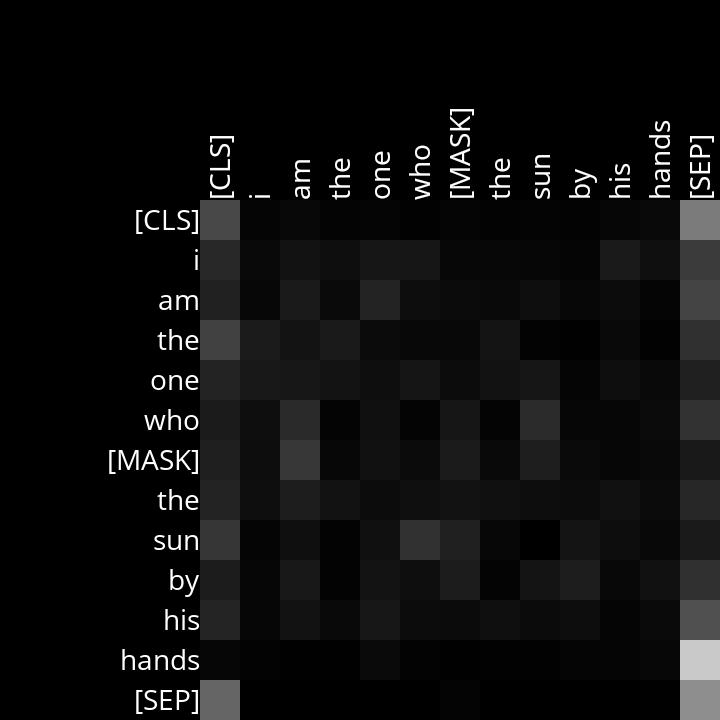 [CLS] i am the one who [MASK] the sun by his hands [SEP]
[CLS]
i
am
the
one
who
[MASK]
the
sun
by
his
hands
[SEP]